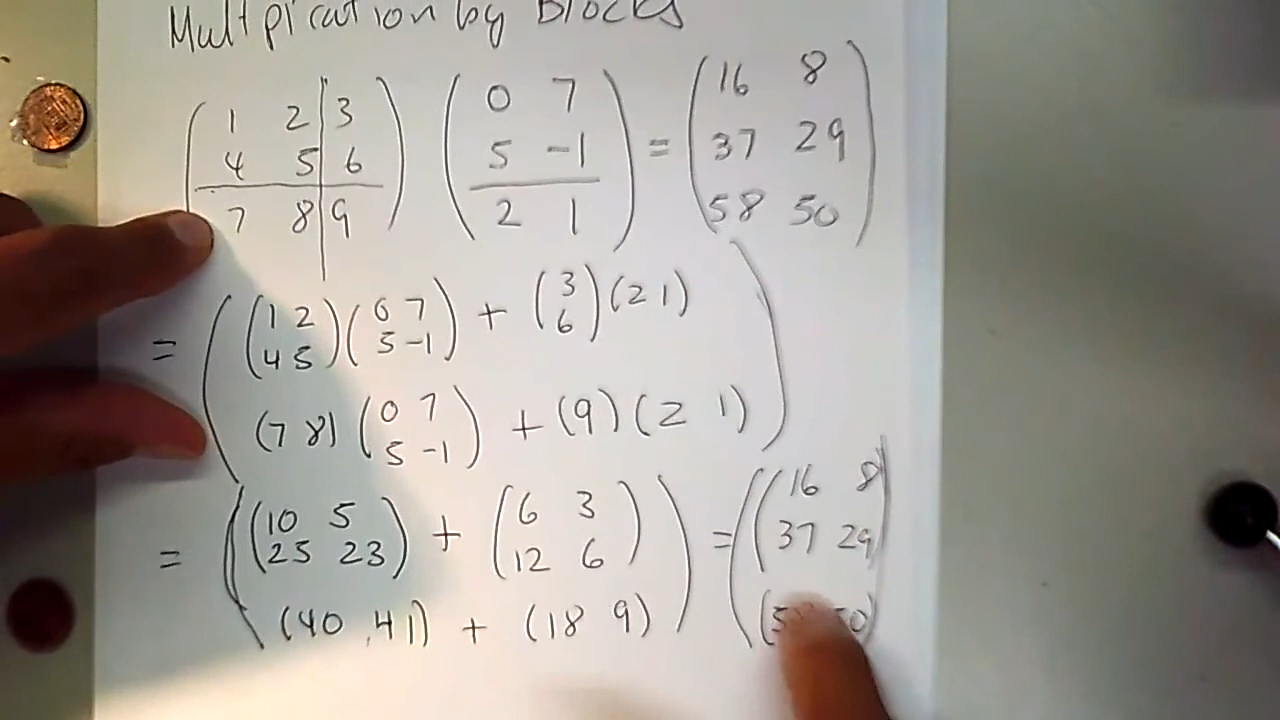 Multiplication by Blocks
( 1 2 | 3 ) ( 0 7 ) = ( 16 8 )
( 4 5 | 6 ) ( 5 -1 ) ( 37 29 )
( 7 8 | 9 ) ( 2 1 ) ( 58 50 )
= ( ( 1 2 ) ( 0 7 ) + ( 3 ) ( 2 1 )
( 4 5 ) ( 5 -1 ) ( 6 )
( 7 8 ) ( 0 7 ) + ( 9 ) ( 2 1 ) )
( 5 -1 )
= ( ( 10 5 ) + ( 6 3 ) ) = ( ( 16 8 )
( 25 23 ) ( 12 6 ) ( 37 29 )
( 40 , 41 ) + ( 18 9 )